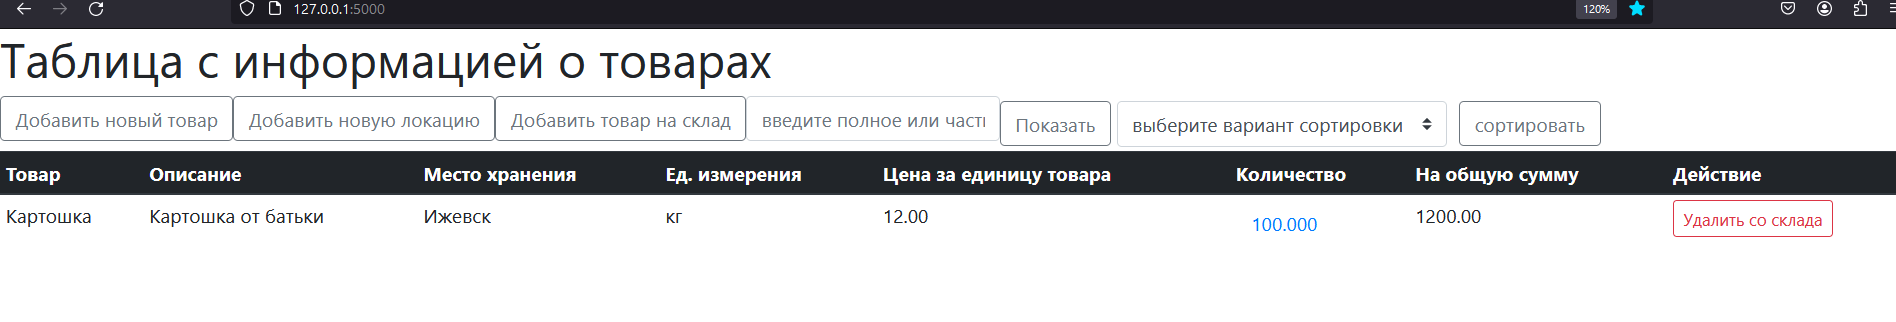 127.0.0.1:5000 120%
Таблица с информацией о товарах
Добавить новый товар Добавить новую локацию Добавить товар на склад введите полное или части Показать выберите вариант сортировки сортировать
Товар Описание Место хранения Ед. измерения Цена за единицу товара Количество На общую сумму Действие
Картошка Картошка от батьки Ижевск кг 12.00 100.000 1200.00 Удалить со склада